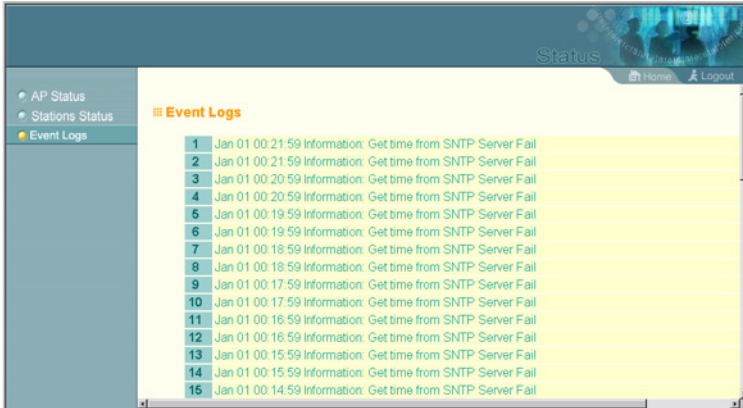 Status
Home Logout
AP Status
Stations Status
Event Logs
Event Logs
1 Jan 01 00:21:59 Information: Get time from SNTP Server Fail
2 Jan 01 00:21:59 Information: Get time from SNTP Server Fail
3 Jan 01 00:20:59 Information: Get time from SNTP Server Fail
4 Jan 01 00:20:59 Information: Get time from SNTP Server Fail
5 Jan 01 00:19:59 Information: Get time from SNTP Server Fail
6 Jan 01 00:19:59 Information: Get time from SNTP Server Fail
7 Jan 01 00:18:59 Information: Get time from SNTP Server Fail
8 Jan 01 00:18:59 Information: Get time from SNTP Server Fail
9 Jan 01 00:17:59 Information: Get time from SNTP Server Fail
10 Jan 01 00:17:59 Information: Get time from SNTP Server Fail
11 Jan 01 00:16:59 Information: Get time from SNTP Server Fail
12 Jan 01 00:16:59 Information: Get time from SNTP Server Fail
13 Jan 01 00:15:59 Information: Get time from SNTP Server Fail
14 Jan 01 00:15:59 Information: Get time from SNTP Server Fail
15 Jan 01 00:14:59 Information: Get time from SNTP Server Fail